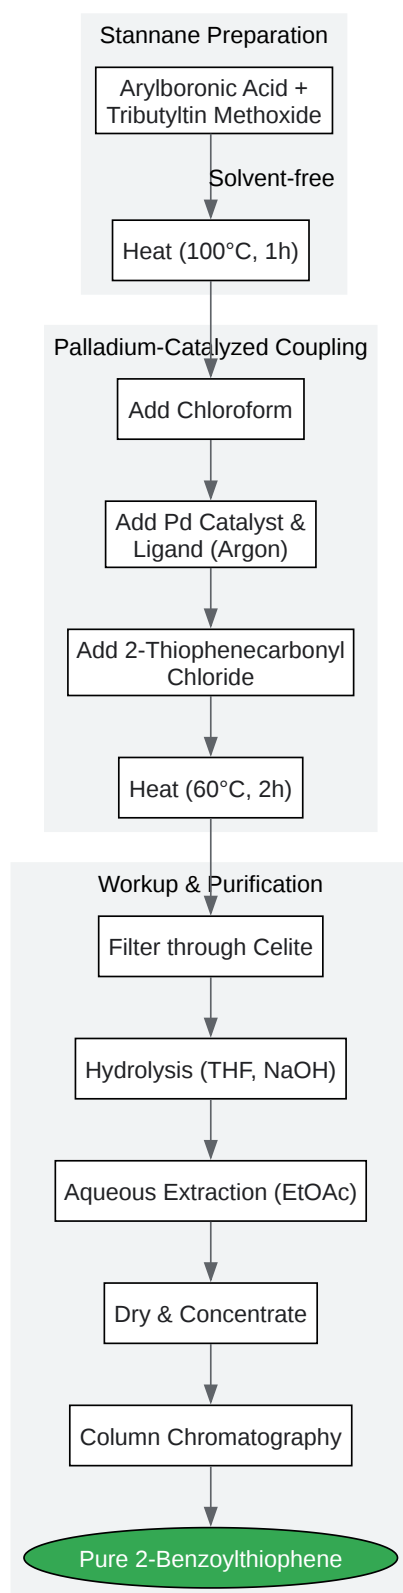 Stannane Preparation
Arylboronic Acid +
Tributyltin Methoxide
Solvent-free
Heat (100°C, 1h)
Palladium-Catalyzed Coupling
Add Chloroform
Add Pd Catalyst &
Ligand (Argon)
Add 2-Thiophenecarbonyl
Chloride
Heat (60°C, 2h)
Workup & Purification
Filter through Celite
Hydrolysis (THF, NaOH)
Aqueous Extraction (EtOAc)
Dry & Concentrate
Column Chromatography
Pure 2-Benzoylthiophene